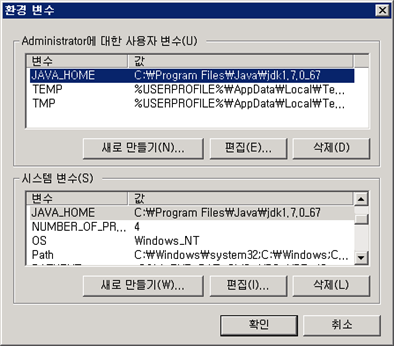 환경 변수
Administrator에 대한 사용자 변수(U)
변수 값
JAVA_HOME C:₩Program Files₩Java₩jdk1.7.0_67
TEMP %USERPROFILE%₩AppData₩Local₩Te...
TMP %USERPROFILE%₩AppData₩Local₩Te...
새로 만들기(N)... 편집(E)... 삭제(D)
시스템 변수(S)
변수 값
JAVA_HOME C:₩Program Files₩Java₩jdk1.7.0_67
NUMBER_OF_PR... 4
OS Windows_NT
Path C:₩Windows₩system32;C:₩Windows;C...
새로 만들기(W)... 편집(I)... 삭제(L)
확인 취소